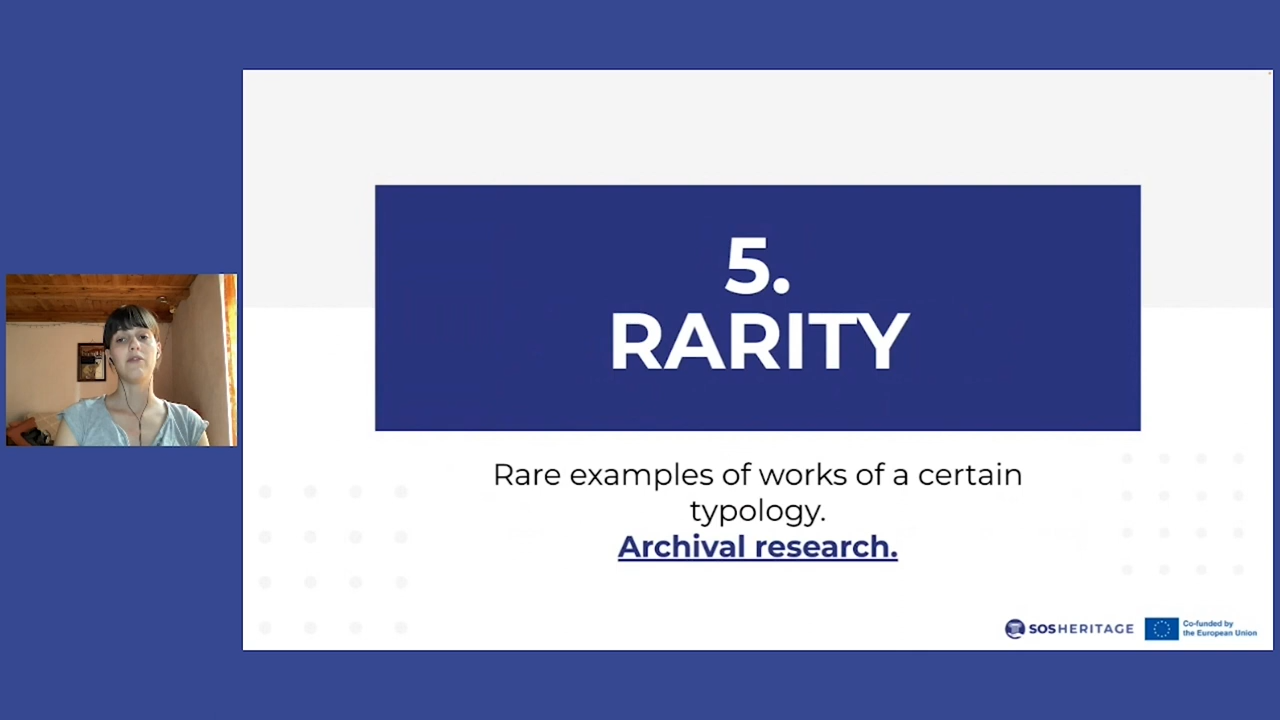 5.
RARITY
Rare examples of works of a certain
typology.
Archival research.
SOSHERITAGE
Co-funded by
the European Union